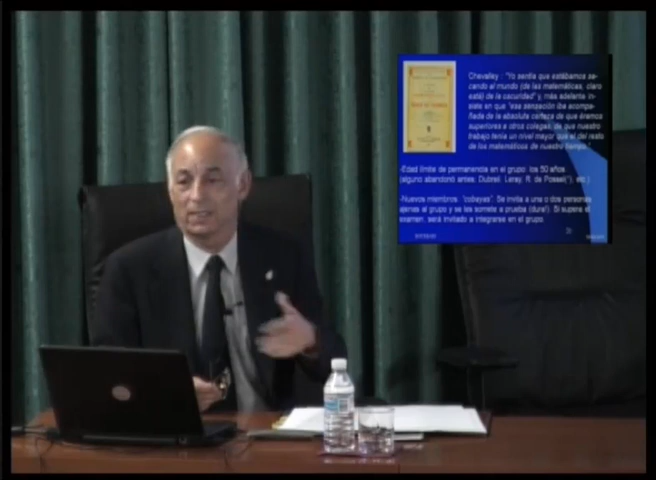 Chevalley : "Yo sentía que estábamos sa-
cando al mundo (de las matemáticas, claro
está) de la oscuridad" y, más adelante in-
siste en que "esa sensación iba acompa-
ñada de la absoluta certeza de que éramos
superiores a otros colegas, de que nuestro
trabajo tenía un nivel mayor que el del resto
de los matemáticos de nuestro tiempo."
-Edad límite de permanencia en el grupo: los 50 años
(alguno abandonó antes: Dubreil, Leray, R. de Possel(*), etc.)
-Nuevos miembros: "cobayas". Se invita a una o dos personas
ajenas al grupo y se les somete a prueba (dura!). Si supera el
examen, será invitado a integrarse en el grupo